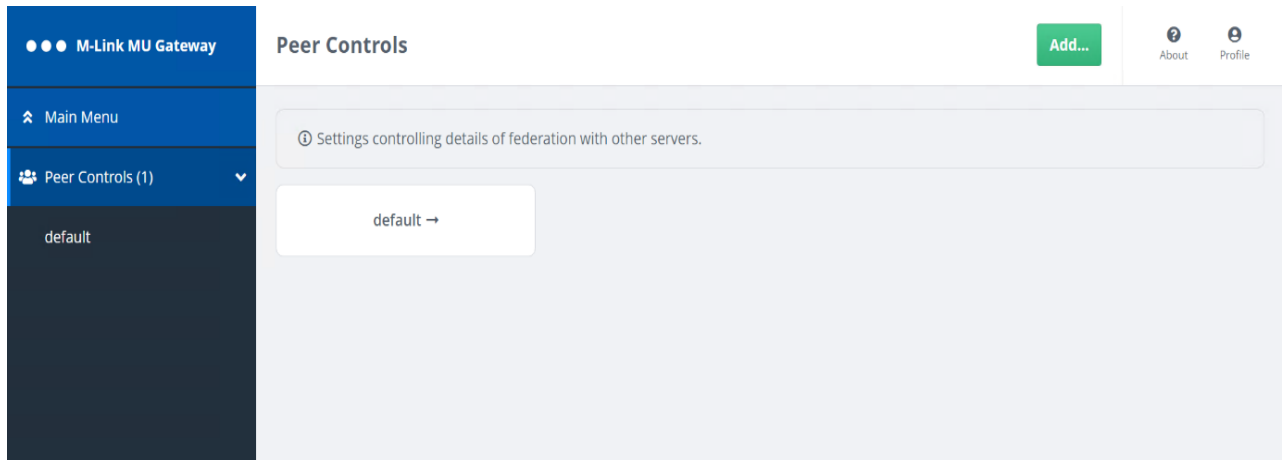 M-Link MU Gateway
Peer Controls
Add...
About
Profile
Main Menu
Settings controlling details of federation with other servers.
Peer Controls (1)
default →
default